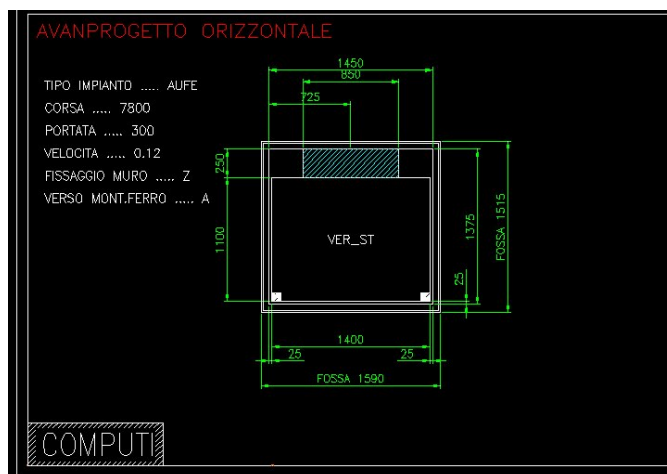 AVANPROGETTO ORIZZONTALE
TIPO IMPIANTO ..... AUFE
CORSA ..... 7800
PORTATA ..... 300
VELOCITA ..... 0.12
FISSAGGIO MURO ..... Z
VERSO MONT.FERRO ..... A
1450
850
725
250
1100
VER_ST
1375
FOSSA 1515
25
1400
25
25
FOSSA 1590
COMPUTI